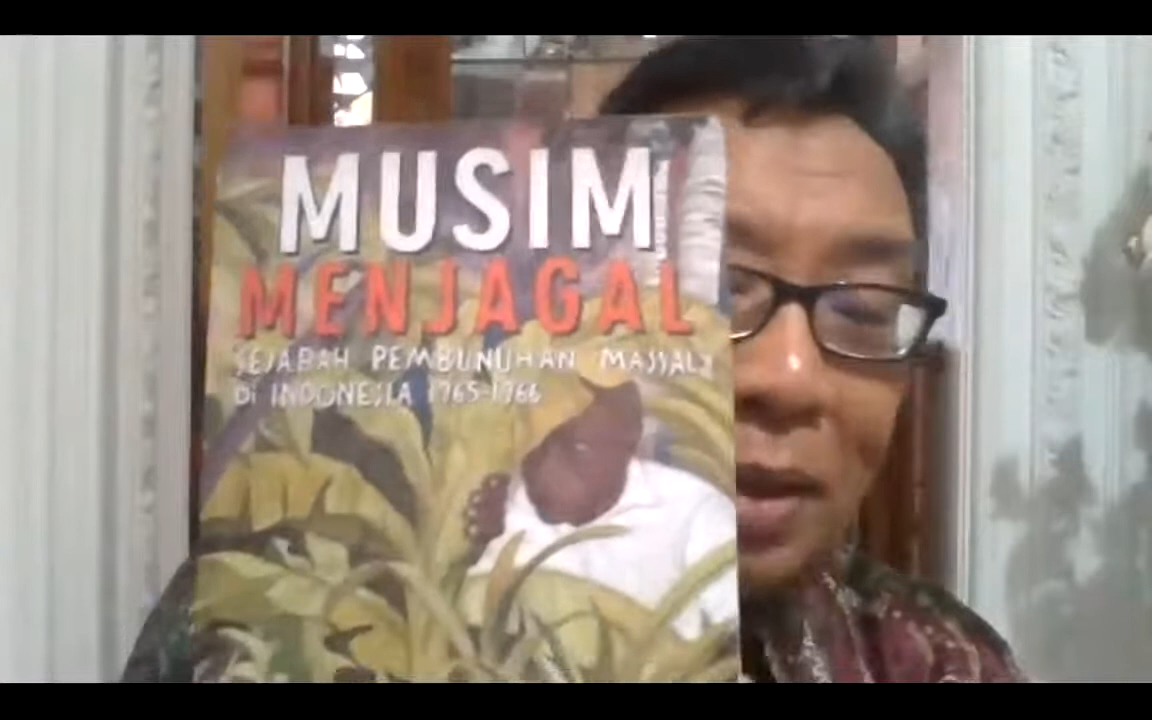 MUSIM
MENJAGAL
SEJARAH PEMBUNUHAN MASSAL
DI INDONESIA 1965-1966